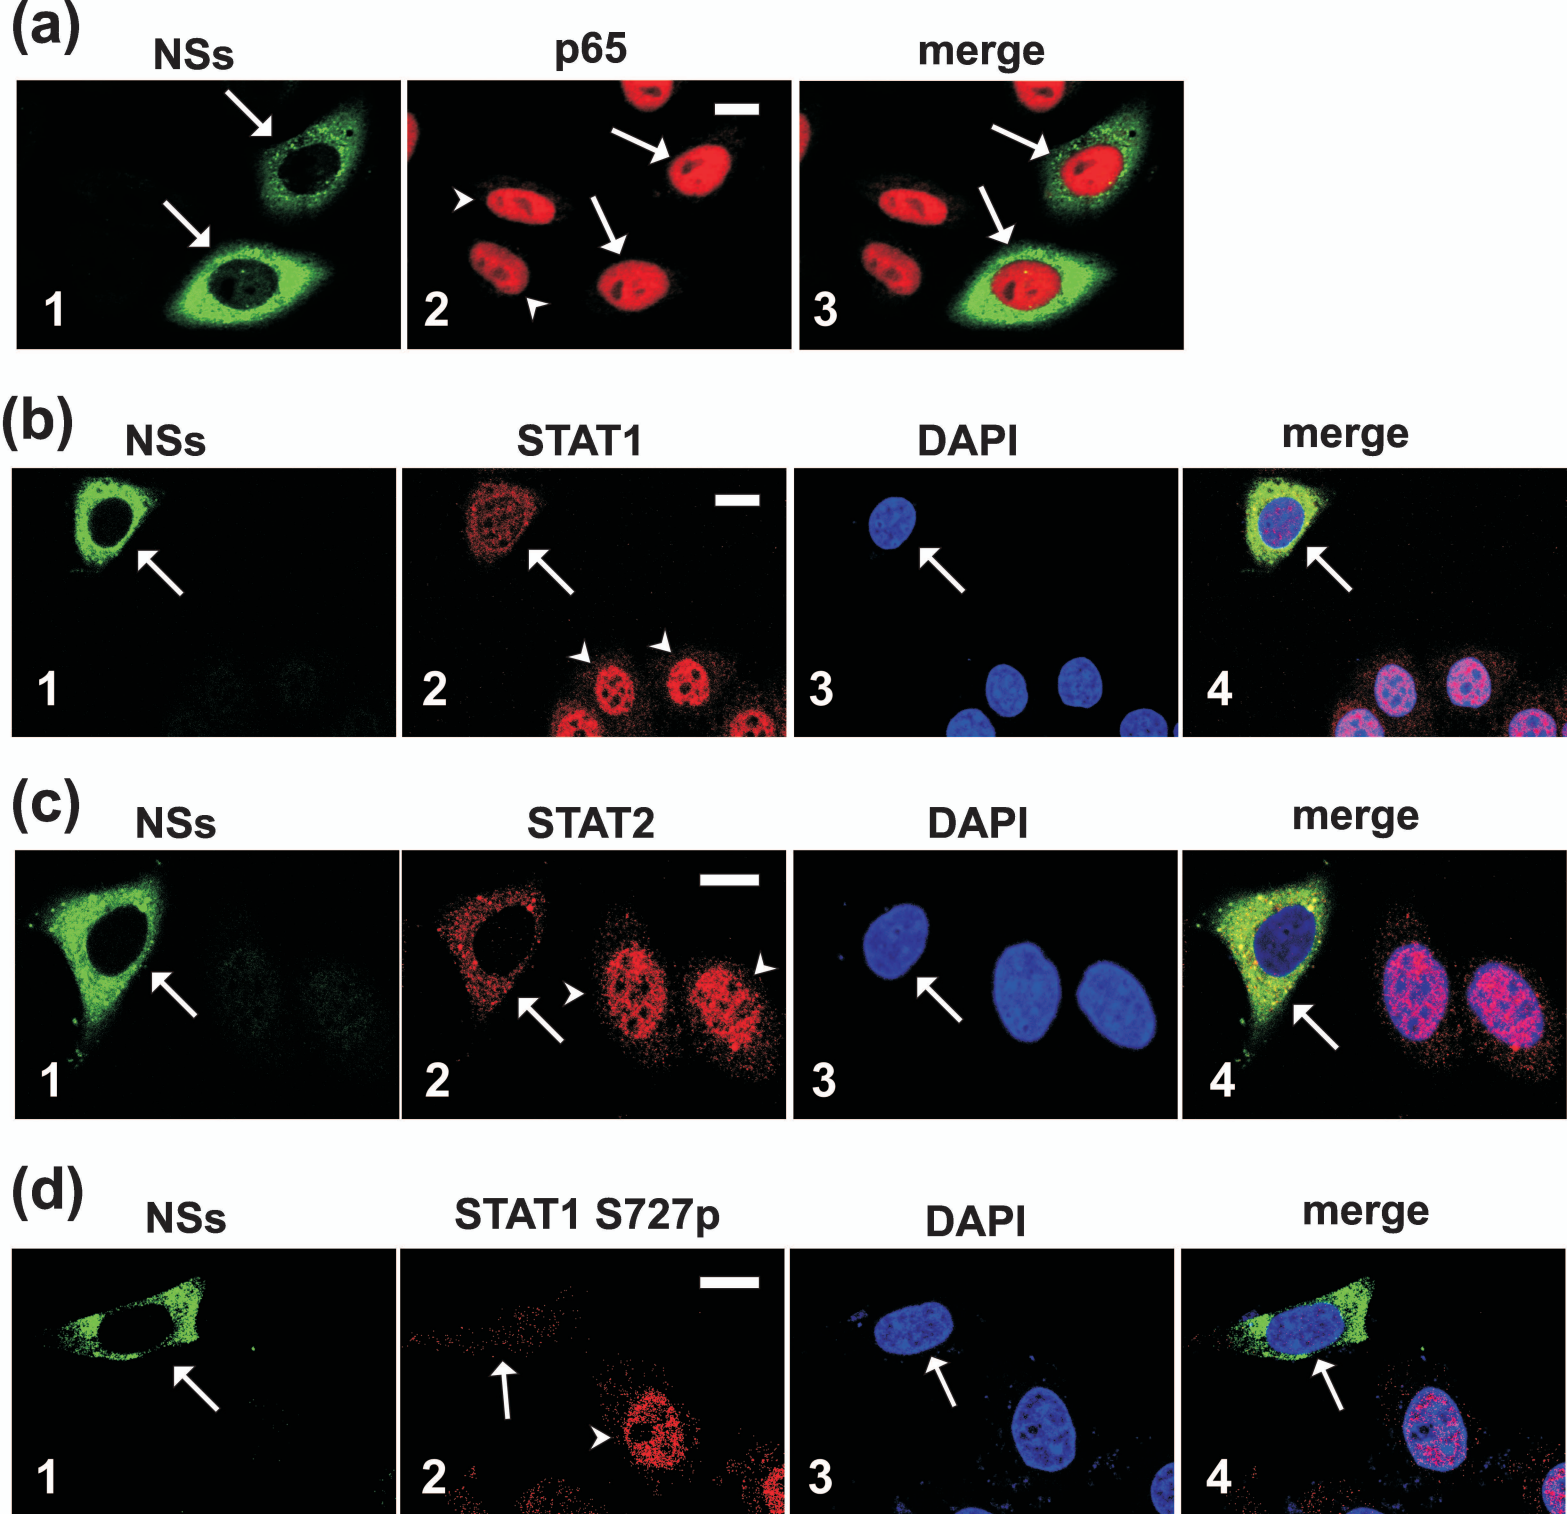 (a)
NSs p65 merge
1 2 3
(b)
NSs STAT1 DAPI merge
1 2 3 4
(c)
NSs STAT2 DAPI merge
1 2 3 4
(d)
NSs STAT1 S727p DAPI merge
1 2 3 4